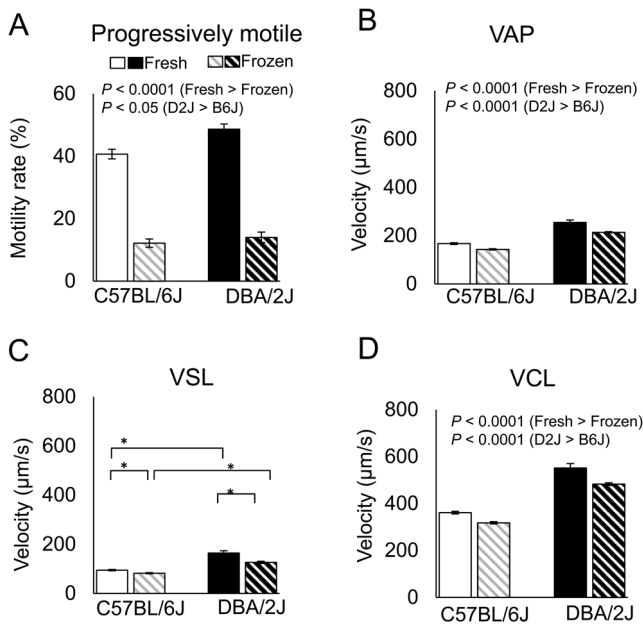 A
Progressively motile
Fresh Frozen
P < 0.0001 (Fresh > Frozen)
P < 0.05 (D2J > B6J)
Motility rate (%)
60
40
20
0
C57BL/6J DBA/2J
B
VAP
P < 0.0001 (Fresh > Frozen)
P < 0.0001 (D2J > B6J)
Velocity (μm/s)
800
600
400
200
0
C57BL/6J DBA/2J
C
VSL
Velocity (μm/s)
800
600
400
200
0
*
* *
*
C57BL/6J DBA/2J
D
VCL
P < 0.0001 (Fresh > Frozen)
P < 0.0001 (D2J > B6J)
Velocity (μm/s)
800
600
400
200
0
C57BL/6J DBA/2J